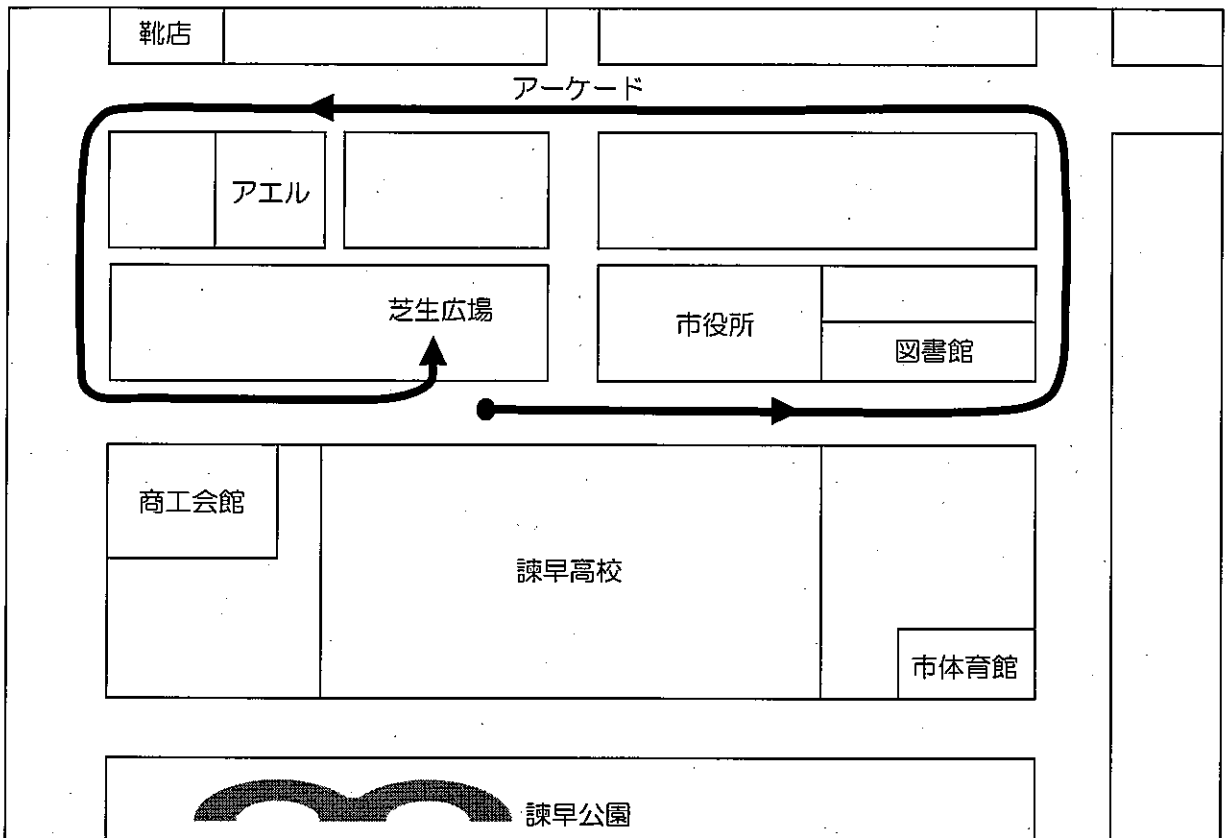 靴店
アーケード
アエル
芝生広場
市役所
図書館
商工会館
諫早高校
市体育館
諫早公園